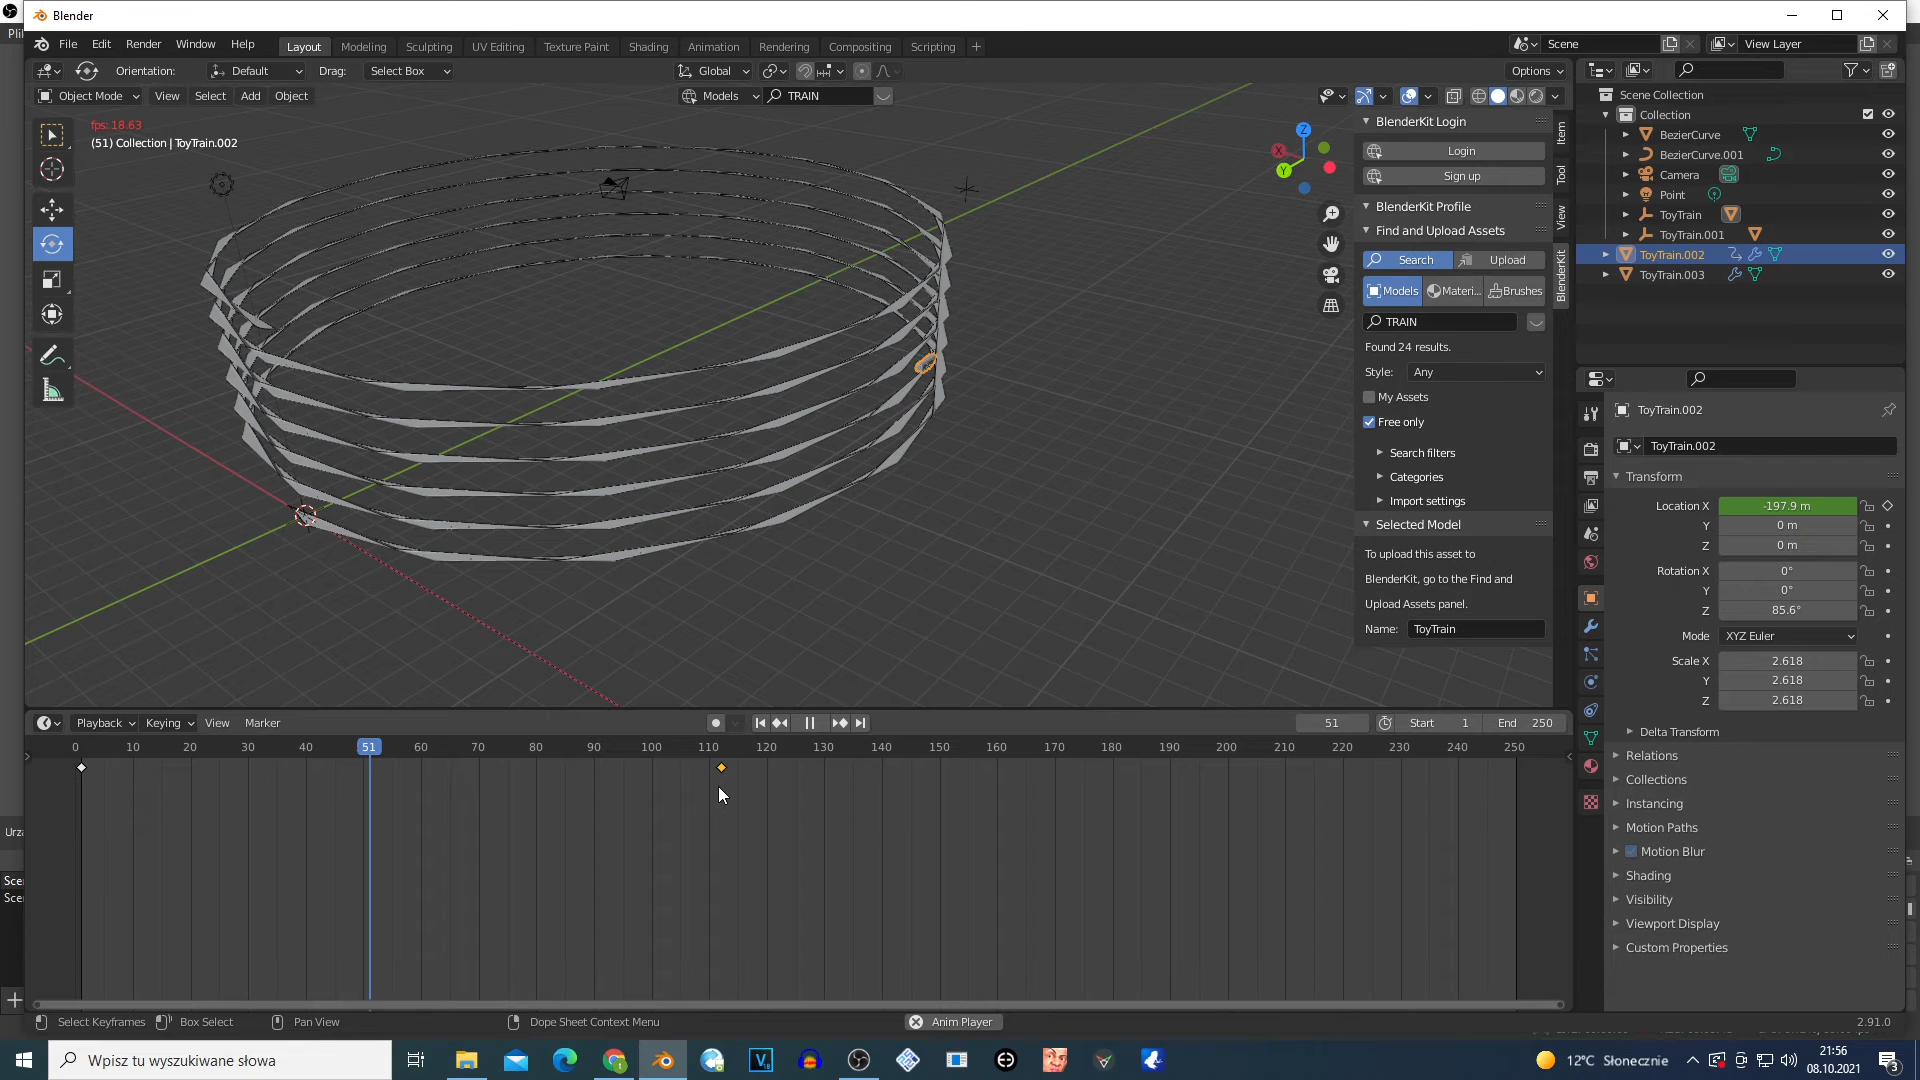 Blender
Plik
File Edit Render Window Help Layout Modeling Sculpting UV Editing Texture Paint Shading Animation Rendering Compositing Scripting + Scene View Layer
Orientation: Default Drag: Select Box Global Options
Object Mode View Select Add Object Models TRAIN
fps: 18.63
(51) Collection | ToyTrain.002
X Y Z
BlenderKit Login
Login
Sign up
BlenderKit Profile
Find and Upload Assets
Search Upload
Models Materi... Brushes
TRAIN
Found 24 results.
Style: Any
My Assets
Free only
Search filters
Categories
Import settings
Selected Model
To upload this asset to
BlenderKit, go to the Find and
Upload Assets panel.
Name: ToyTrain
Item
Tool
View
BlenderKit
Scene Collection
Collection
BezierCurve
BezierCurve.001
Camera
Point
ToyTrain
ToyTrain.001
ToyTrain.002
ToyTrain.003
ToyTrain.002
ToyTrain.002
Transform
Location X -197.9 m
Y 0 m
Z 0 m
Rotation X 0°
Y 0°
Z 85.6°
Mode XYZ Euler
Scale X 2.618
Y 2.618
Z 2.618
Delta Transform
Relations
Collections
Instancing
Motion Paths
Motion Blur
Shading
Visibility
Viewport Display
Custom Properties
Playback Keying View Marker 51 Start 1 End 250
0 10 20 30 40 51 60 70 80 90 100 110 120 130 140 150 160 170 180 190 200 210 220 230 240 250
Urza
Scen
Scen
Select Keyframes Box Select Pan View Dope Sheet Context Menu Anim Player 2.91.0
Wpisz tu wyszukiwane słowa
12°C Słonecznie
21:56
08.10.2021
3